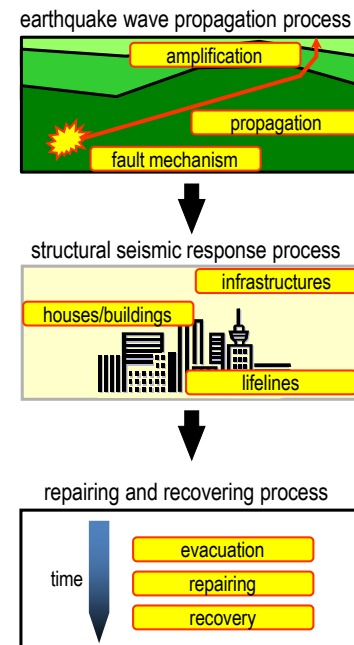 earthquake wave propagation process
amplification
propagation
fault mechanism
structural seismic response process
infrastructures
houses/buildings
lifelines
repairing and recovering process
evacuation
time
repairing
recovery